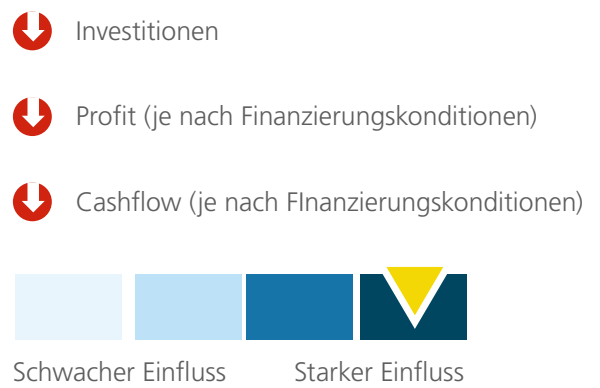 Investitionen
Profit (je nach Finanzierungskonditionen)
Cashflow (je nach FInanzierungskonditionen)
Schwacher Einfluss Starker Einfluss